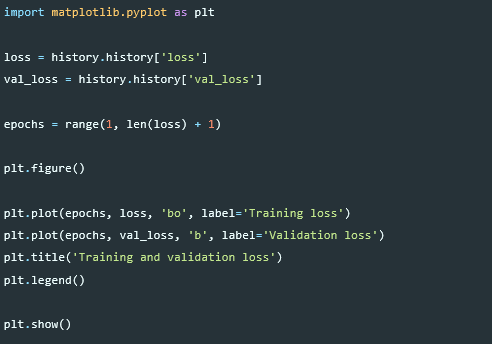 import matplotlib.pyplot as plt
loss = history.history['loss']
val_loss = history.history['val_loss']
epochs = range(1, len(loss) + 1)
plt.figure()
plt.plot(epochs, loss, 'bo', label='Training loss')
plt.plot(epochs, val_loss, 'b', label='Validation loss')
plt.title('Training and validation loss')
plt.legend()
plt.show()